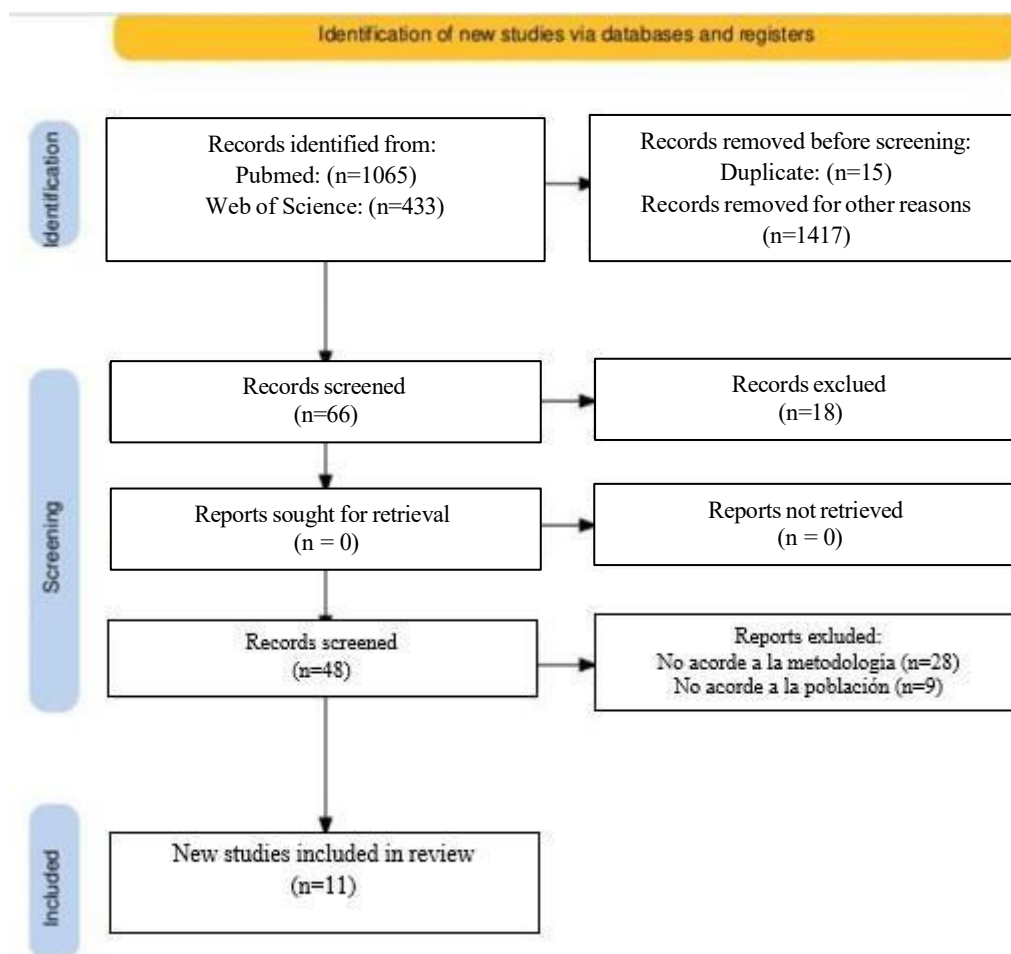 Identification of new studies via databases and registers
Identification
Records identified from:
Pubmed: (n=1065)
Web of Science: (n=433)
Records removed before screening:
Duplicate: (n=15)
Records removed for other reasons
(n=1417)
Screening
Records screened
(n=66)
Records exclued
(n=18)
Reports sought for retrieval
(n = 0)
Reports not retrieved
(n = 0)
Records screened
(n=48)
Reports exluded:
No acorde a la metodología (n=28)
No acorde a la población (n=9)
Included
New studies included in review
(n=11)